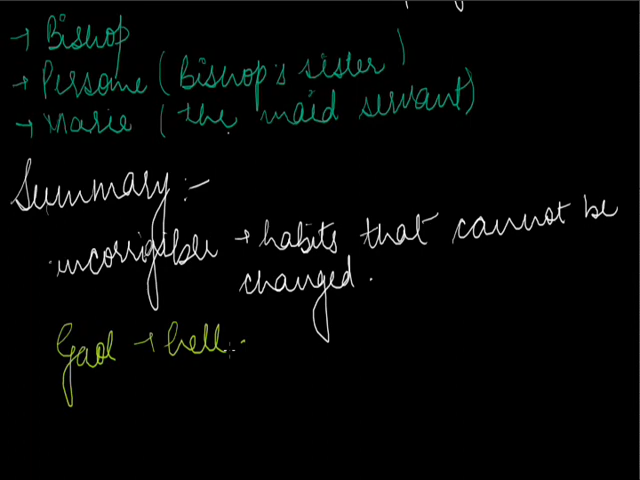 → Bishop
→ Persome (Bishop's sister)
→ Marie (the maid servant)
Summary:-
incorrigible → habits that cannot be
changed.
Gaol → hell.